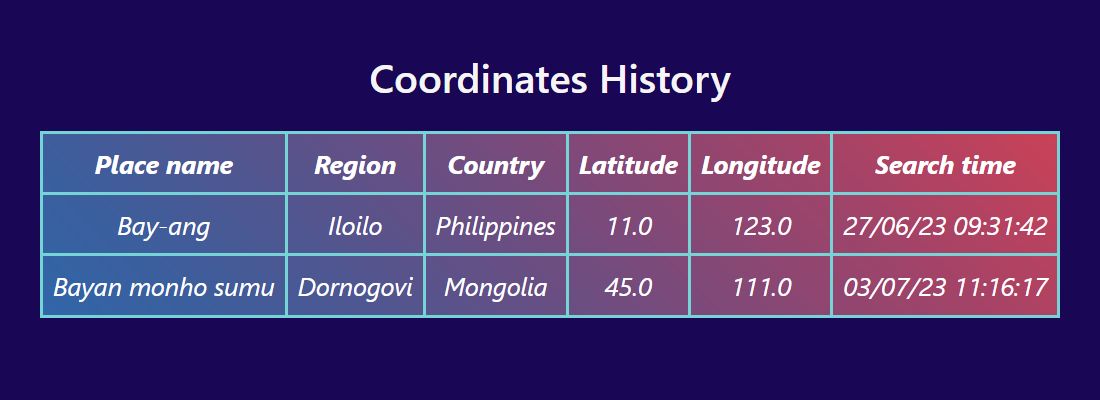 Coordinates History
Place name Region Country Latitude Longitude Search time
Bay-ang Iloilo Philippines 11.0 123.0 27/06/23 09:31:42
Bayan monho sumu Dornogovi Mongolia 45.0 111.0 03/07/23 11:16:17